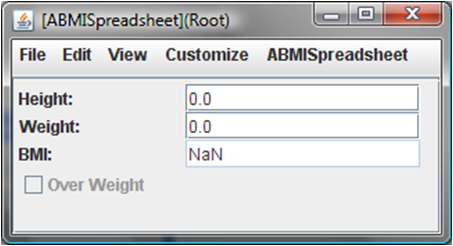 [ABMISpreadsheet](Root)
File Edit View Customize ABMISpreadsheet
Height: 0.0
Weight: 0.0
BMI: NaN
Over Weight